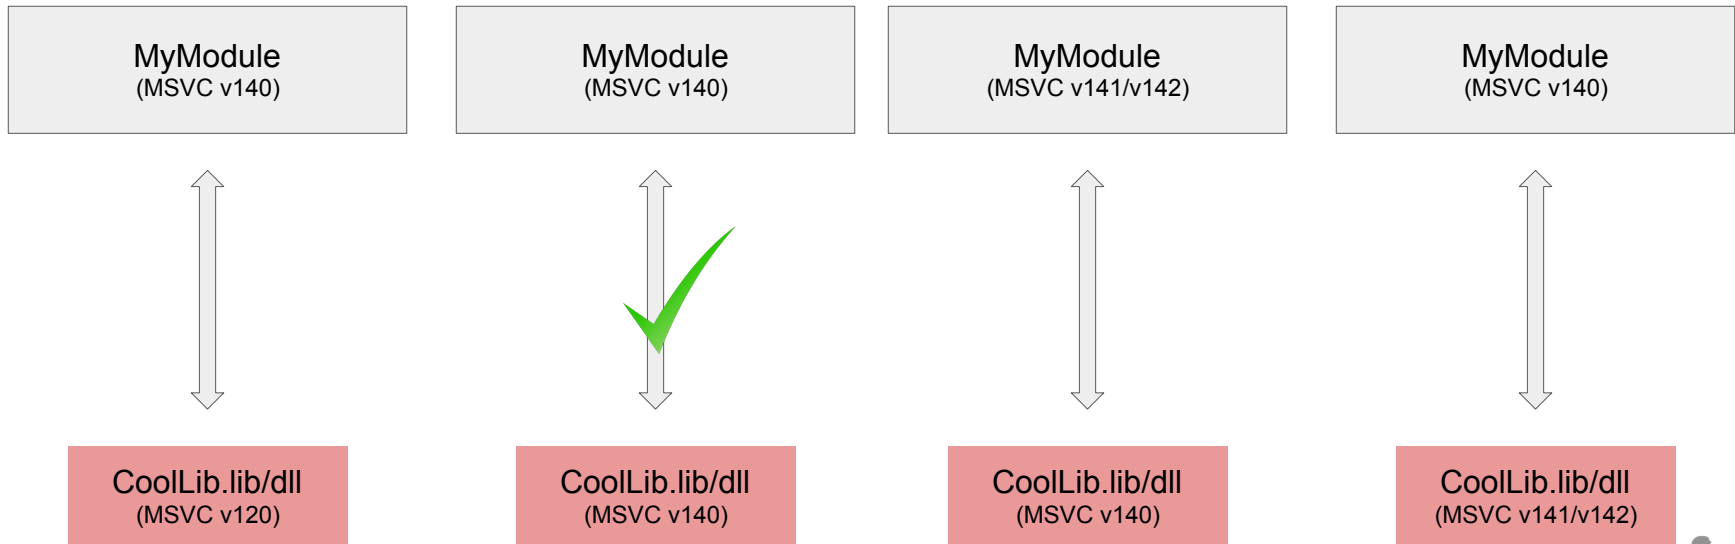 MyModule
(MSVC v140)
MyModule
(MSVC v140)
MyModule
(MSVC v141/v142)
MyModule
(MSVC v140)
CoolLib.lib/dll
(MSVC v120)
CoolLib.lib/dll
(MSVC v140)
CoolLib.lib/dll
(MSVC v140)
CoolLib.lib/dll
(MSVC v141/v142)